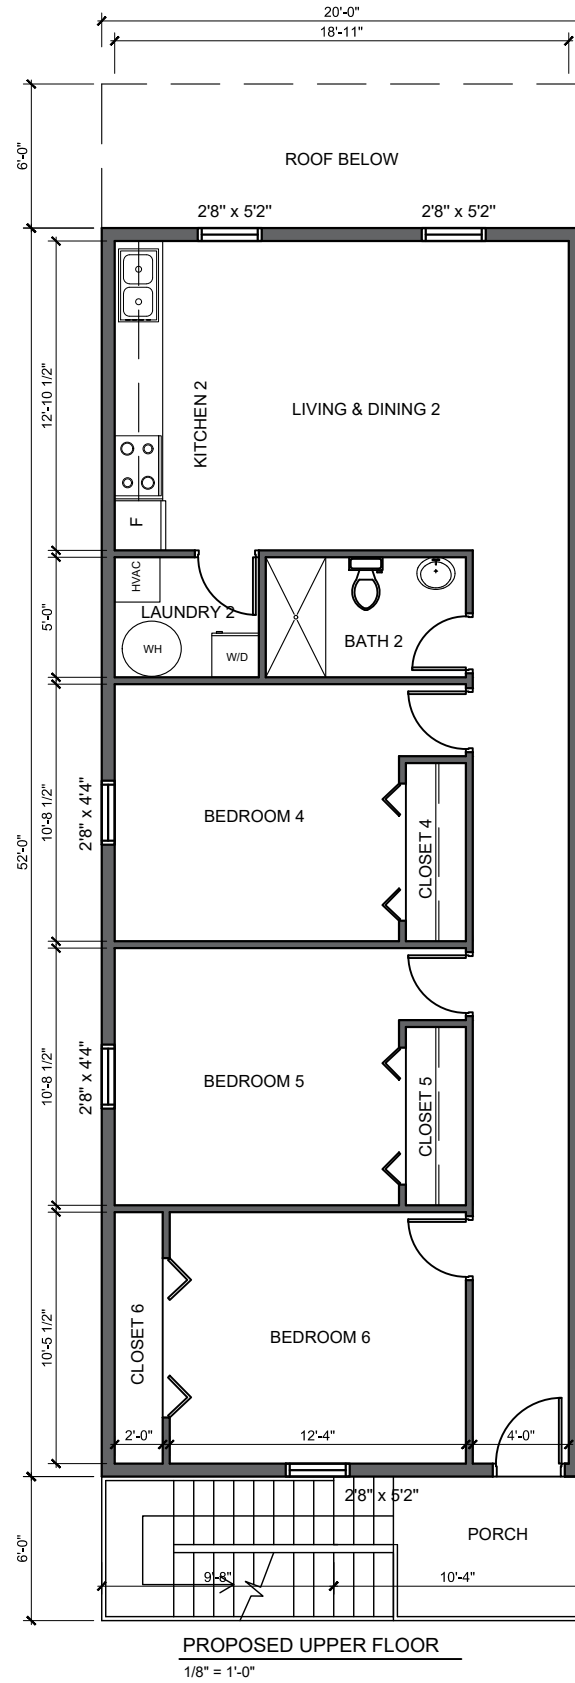 20'-0"
18'-11"
6'-0"
ROOF BELOW
2'8" x 5'2"
2'8" x 5'2"
12'-10 1/2"
KITCHEN 2
LIVING & DINING 2
F
HVAC
5'-0"
LAUNDRY 2
BATH 2
WH
W/D
52'-0"
10'-8 1/2"
2'8" x 4'4"
BEDROOM 4
CLOSET 4
10'-8 1/2"
2'8" x 4'4"
BEDROOM 5
CLOSET 5
10'-5 1/2"
CLOSET 6
BEDROOM 6
2'-0"
12'-4"
4'-0"
2'8" x 5'2"
6'-0"
PORCH
9'-8"
10'-4"
PROPOSED UPPER FLOOR
1/8" = 1'-0"